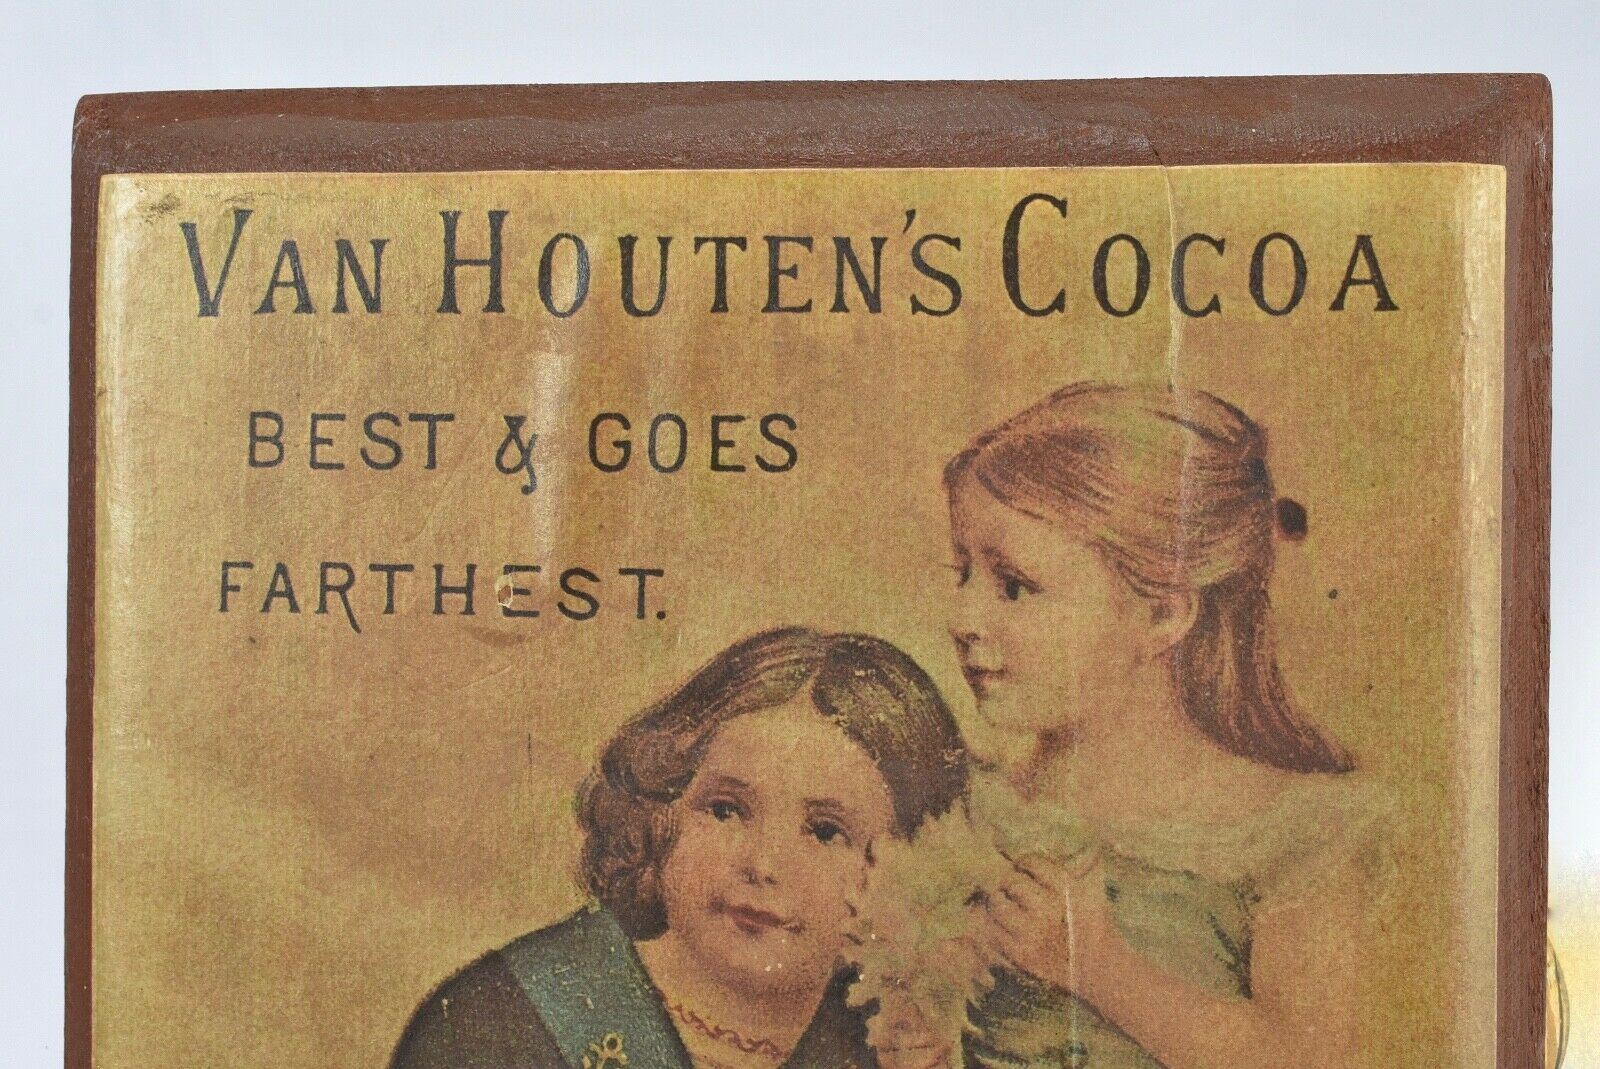 VAN HOUTEN'S COCOA
BEST & GOES
FARTHEST.